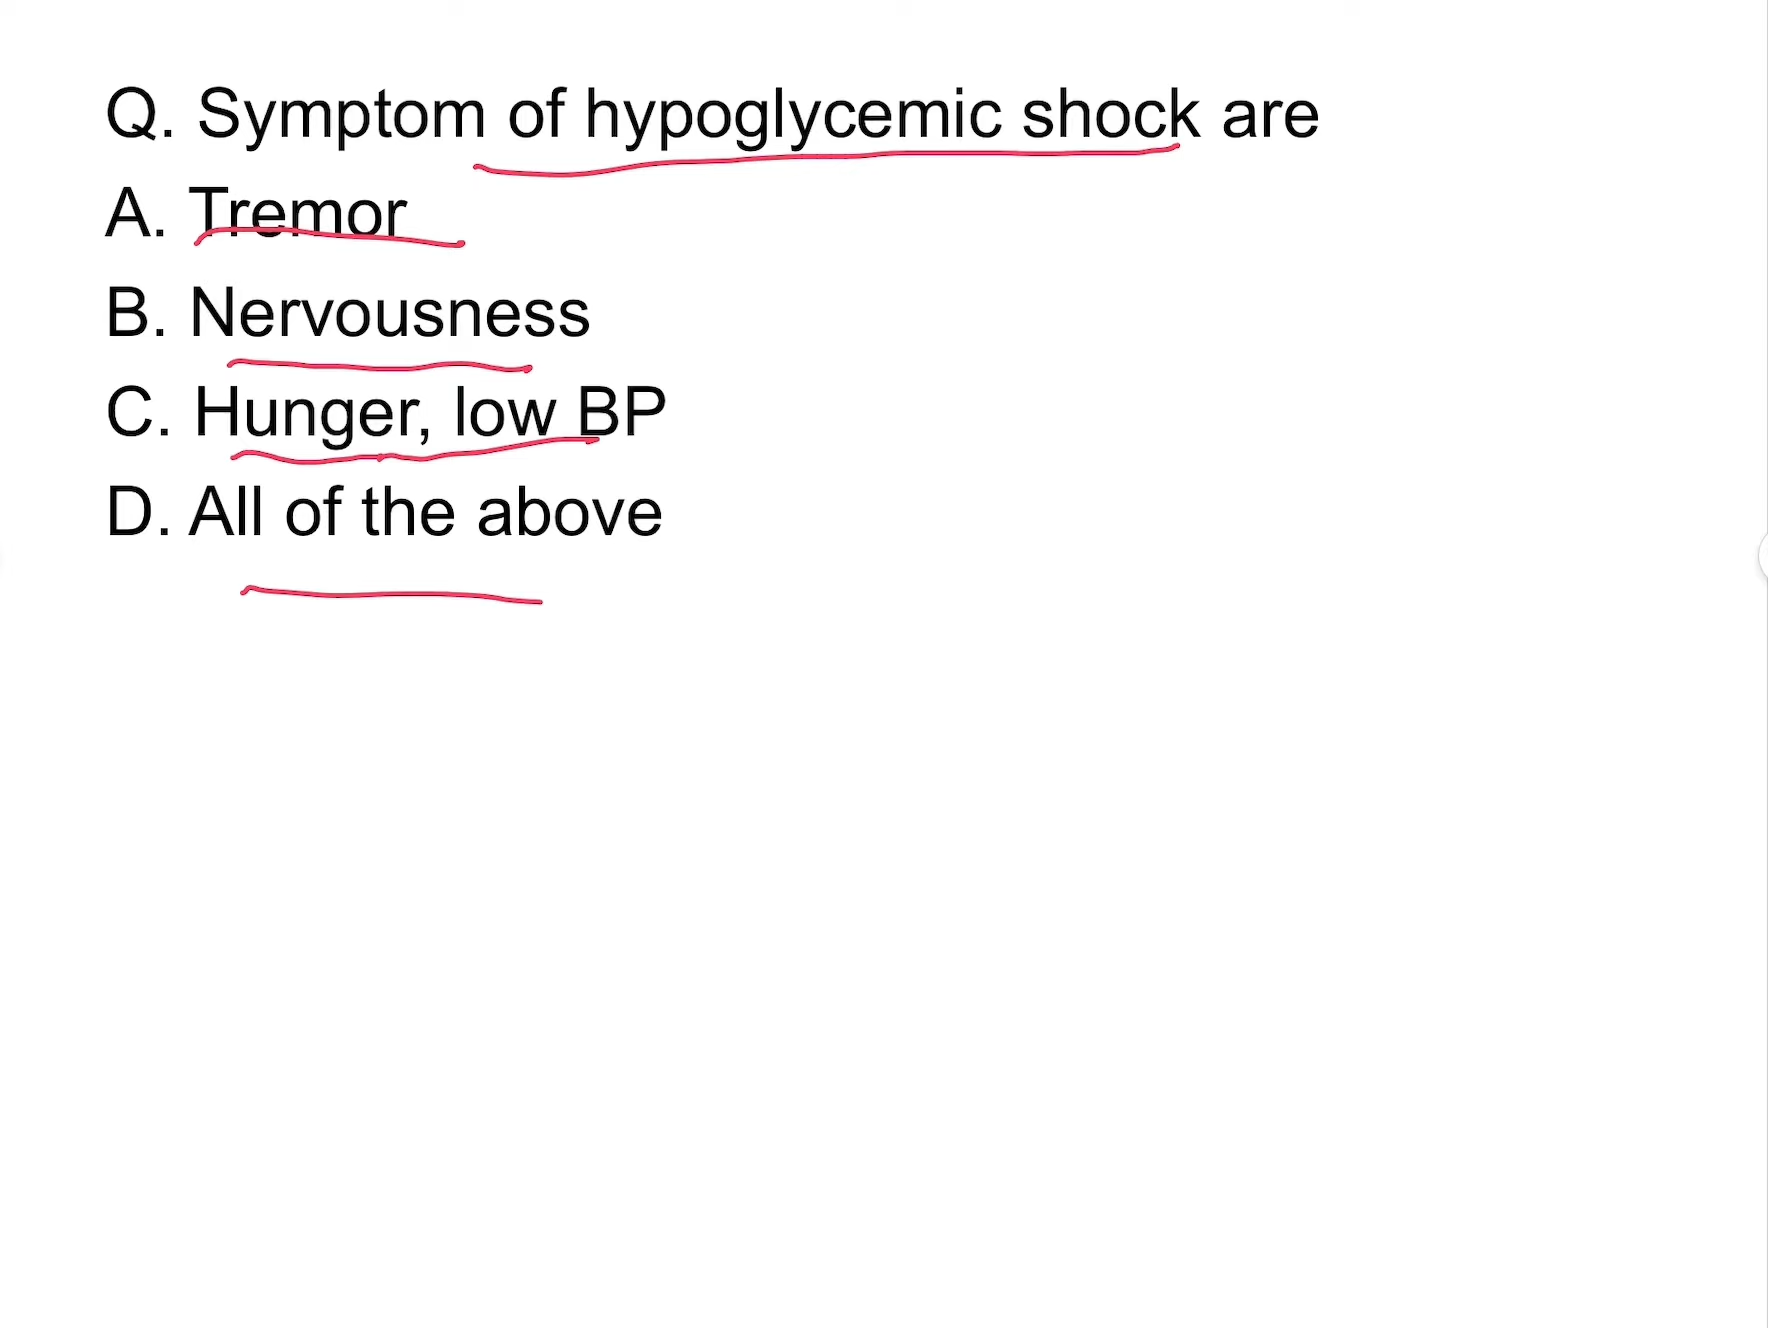 Q. Symptom of hypoglycemic shock are
A. Tremor
B. Nervousness
C. Hunger, low BP
D. All of the above